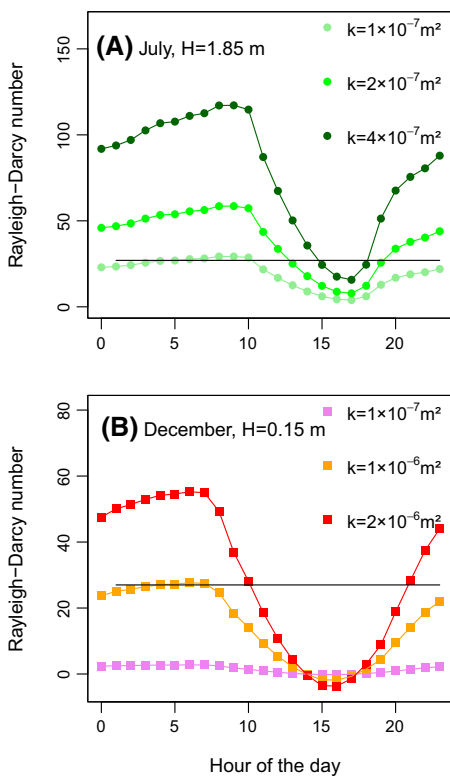 (A) July, H=1.85 m
k=1×10⁻⁷m²
k=2×10⁻⁷m²
k=4×10⁻⁷m²
Rayleigh−Darcy number
150
100
50
0
0 5 10 15 20
(B) December, H=0.15 m
k=1×10⁻⁷m²
k=1×10⁻⁶m²
k=2×10⁻⁶m²
Rayleigh−Darcy number
80
60
40
20
0
0 5 10 15 20
Hour of the day